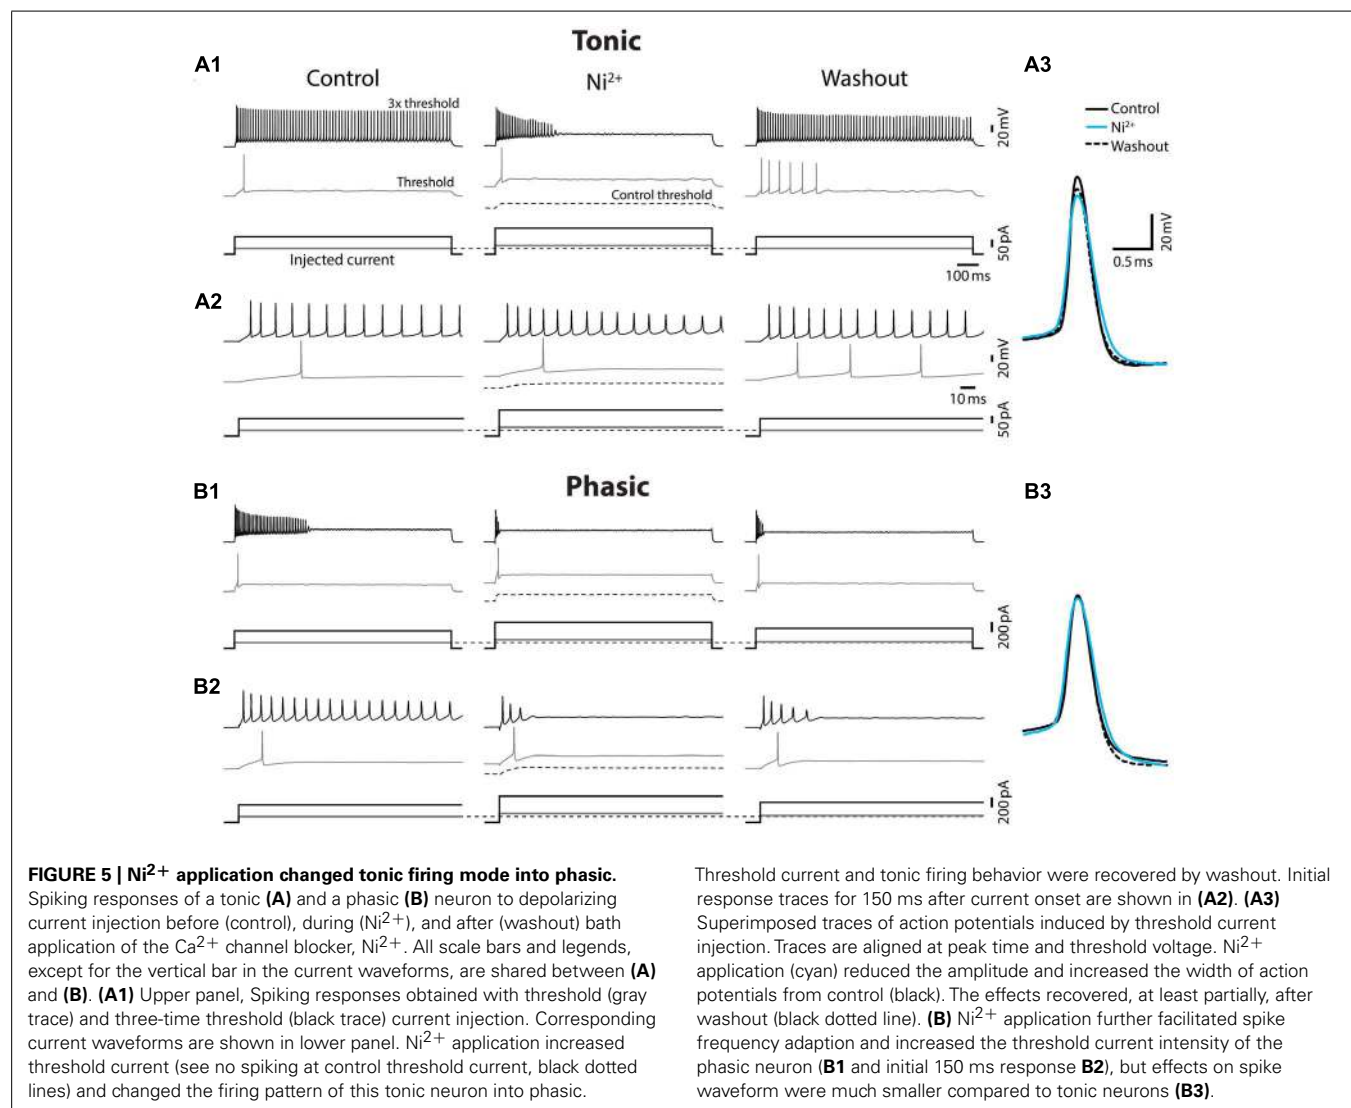 Tonic
A1
A3
Control
Ni²⁺
Washout
3x threshold
20 mV
Threshold
Control threshold
Injected current
50 pA
100 ms
Control
Ni²⁺
Washout
20 mV
0.5 ms
A2
20 mV
10 ms
50 pA
Phasic
B1
B3
200 pA
B2
200 pA
FIGURE 5 | Ni²⁺ application changed tonic firing mode into phasic.
Spiking responses of a tonic (A) and a phasic (B) neuron to depolarizing
current injection before (control), during (Ni²⁺), and after (washout) bath
application of the Ca²⁺ channel blocker, Ni²⁺. All scale bars and legends,
except for the vertical bar in the current waveforms, are shared between (A)
and (B). (A1) Upper panel, Spiking responses obtained with threshold (gray
trace) and three-time threshold (black trace) current injection. Corresponding
current waveforms are shown in lower panel. Ni²⁺ application increased
threshold current (see no spiking at control threshold current, black dotted
lines) and changed the firing pattern of this tonic neuron into phasic.
Threshold current and tonic firing behavior were recovered by washout. Initial
response traces for 150 ms after current onset are shown in (A2). (A3)
Superimposed traces of action potentials induced by threshold current
injection. Traces are aligned at peak time and threshold voltage. Ni²⁺
application (cyan) reduced the amplitude and increased the width of action
potentials from control (black). The effects recovered, at least partially, after
washout (black dotted line). (B) Ni²⁺ application further facilitated spike
frequency adaption and increased the threshold current intensity of the
phasic neuron (B1 and initial 150 ms response B2), but effects on spike
waveform were much smaller compared to tonic neurons (B3).